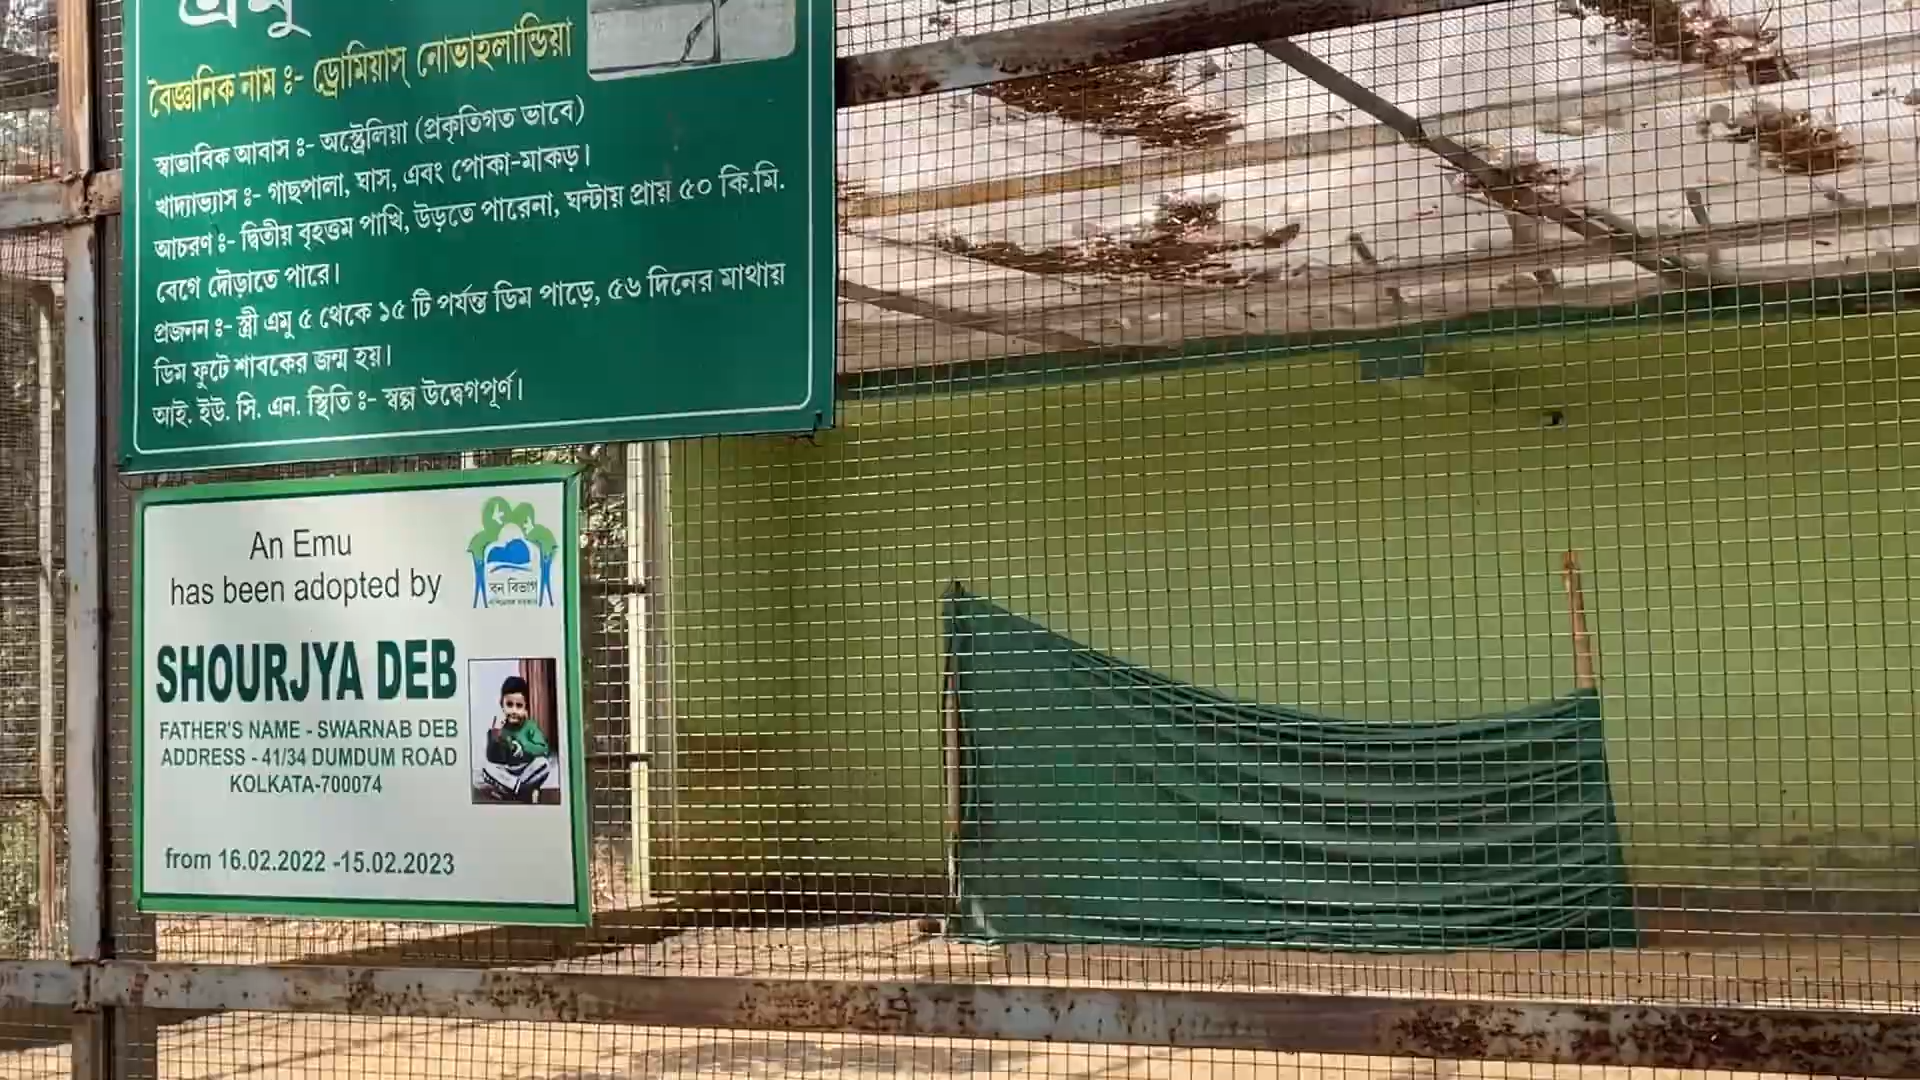 এমু
বৈজ্ঞানিক নাম ঃ- ড্রোমিয়াস্ নোভাহলান্ডিয়া
স্বাভাবিক আবাস ঃ- অস্ট্রেলিয়া (প্রকৃতিগত ভাবে)
খাদ্যাভ্যাস ঃ- গাছপালা, ঘাস, এবং পোকা-মাকড়।
আচরণ ঃ- দ্বিতীয় বৃহত্তম পাখি, উড়তে পারেনা, ঘন্টায় প্রায় ৫০ কি.মি.
বেগে দৌড়াতে পারে।
প্রজনন ঃ- স্ত্রী এমু ৫ থেকে ১৫ টি পর্যন্ত ডিম পাড়ে, ৫৬ দিনের মাথায়
ডিম ফুটে শাবকের জন্ম হয়।
আই. ইউ. সি. এন. স্থিতি ঃ- স্বল্প উদ্বেগপূর্ণ।
An Emu
has been adopted by
বন বিভাগ
SHOURJYA DEB
FATHER'S NAME - SWARNAB DEB
ADDRESS - 41/34 DUMDUM ROAD
KOLKATA-700074
from 16.02.2022 -15.02.2023